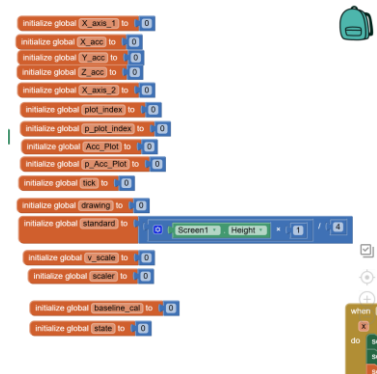 initialize global X_axis_1 to 0
initialize global X_acc to 0
initialize global Y_acc to 0
initialize global Z_acc to 0
initialize global X_axis_2 to 0
initialize global plot_index to 0
initialize global p_plot_index to 0
initialize global Acc_Plot to 0
initialize global p_Acc_Plot to 0
initialize global tick to 0
initialize global drawing to 0
initialize global standard to Screen1 . Height × 1 / 4
initialize global v_scale to 0
initialize global scaler to 0
initialize global baseline_cal to 0
initialize global state to 0
when
x
do